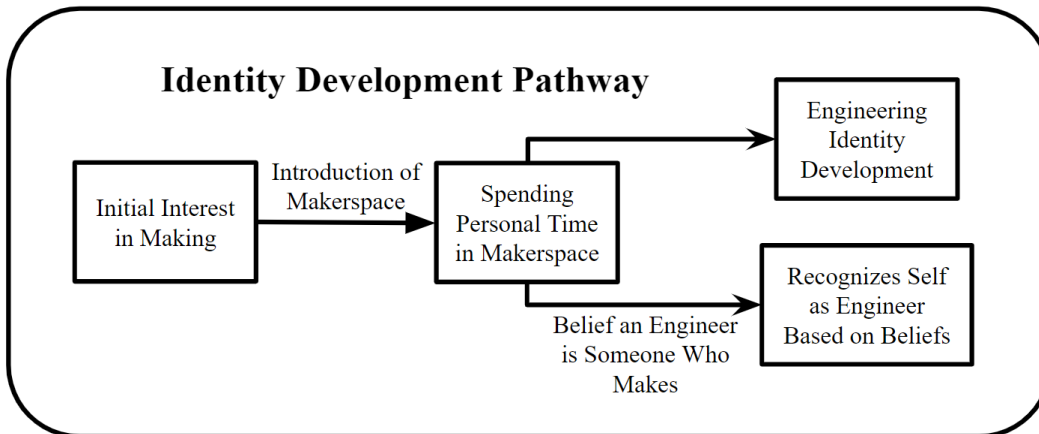 Identity Development Pathway
Initial Interest
in Making
Introduction of
Makerspace
Spending
Personal Time
in Makerspace
Engineering
Identity
Development
Belief an Engineer
is Someone Who
Makes
Recognizes Self
as Engineer
Based on Beliefs